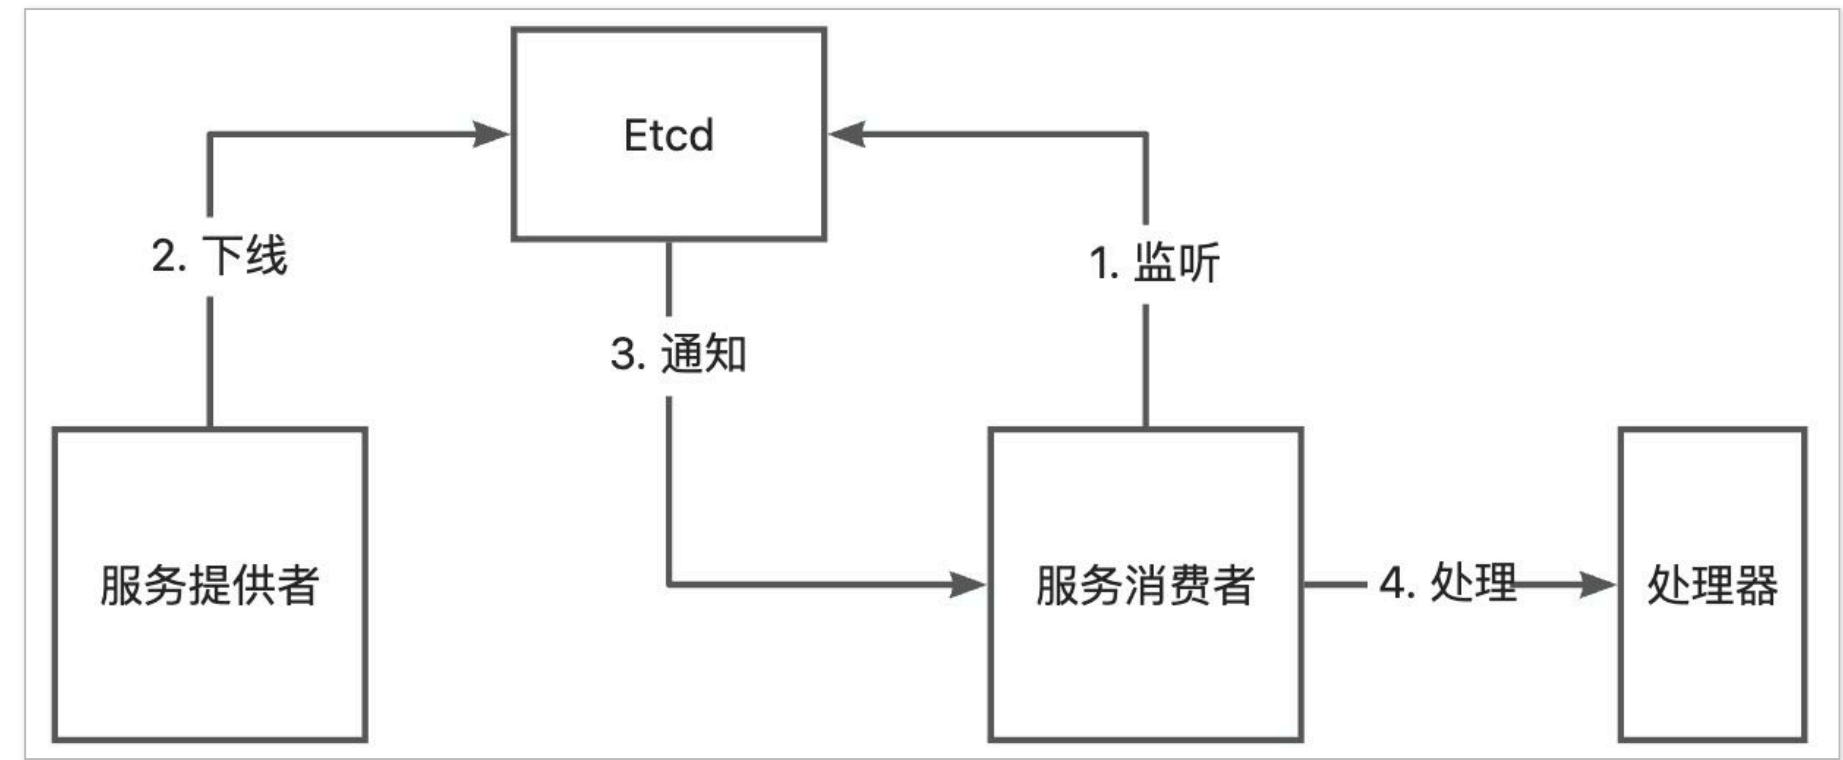 Etcd
2. 下线
1. 监听
3. 通知
服务提供者
服务消费者
4. 处理
处理器